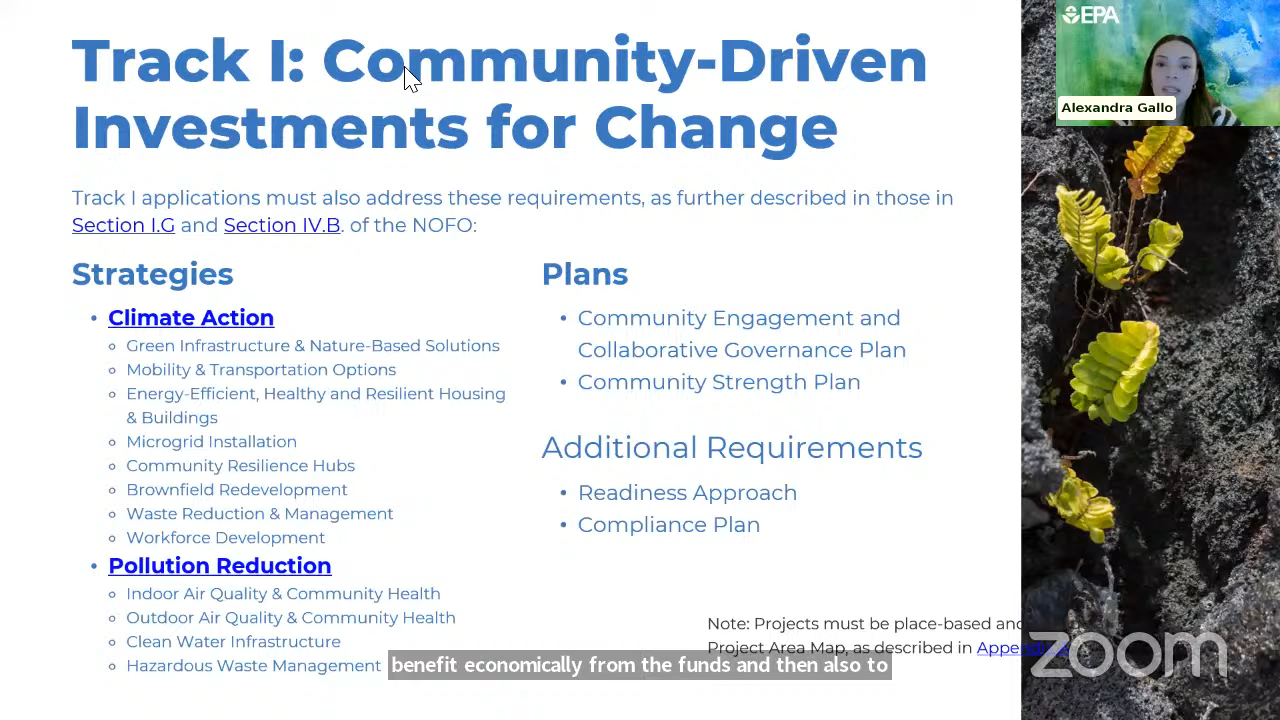 Track I: Community-Driven
Investments for Change
Track I applications must also address these requirements, as further described in those in
Section I.G and Section IV.B. of the NOFO:
Strategies
• Climate Action
Green Infrastructure & Nature-Based Solutions
Mobility & Transportation Options
Energy-Efficient, Healthy and Resilient Housing
& Buildings
Microgrid Installation
Community Resilience Hubs
Brownfield Redevelopment
Waste Reduction & Management
Workforce Development
• Pollution Reduction
Indoor Air Quality & Community Health
Outdoor Air Quality & Community Health
Clean Water Infrastructure
Hazardous Waste Management
Plans
• Community Engagement and
Collaborative Governance Plan
• Community Strength Plan
Additional Requirements
• Readiness Approach
• Compliance Plan
Note: Projects must be place-based and
Project Area Map, as described in
benefit economically from the funds and then also to
EPA
Alexandra Gallo
zoom